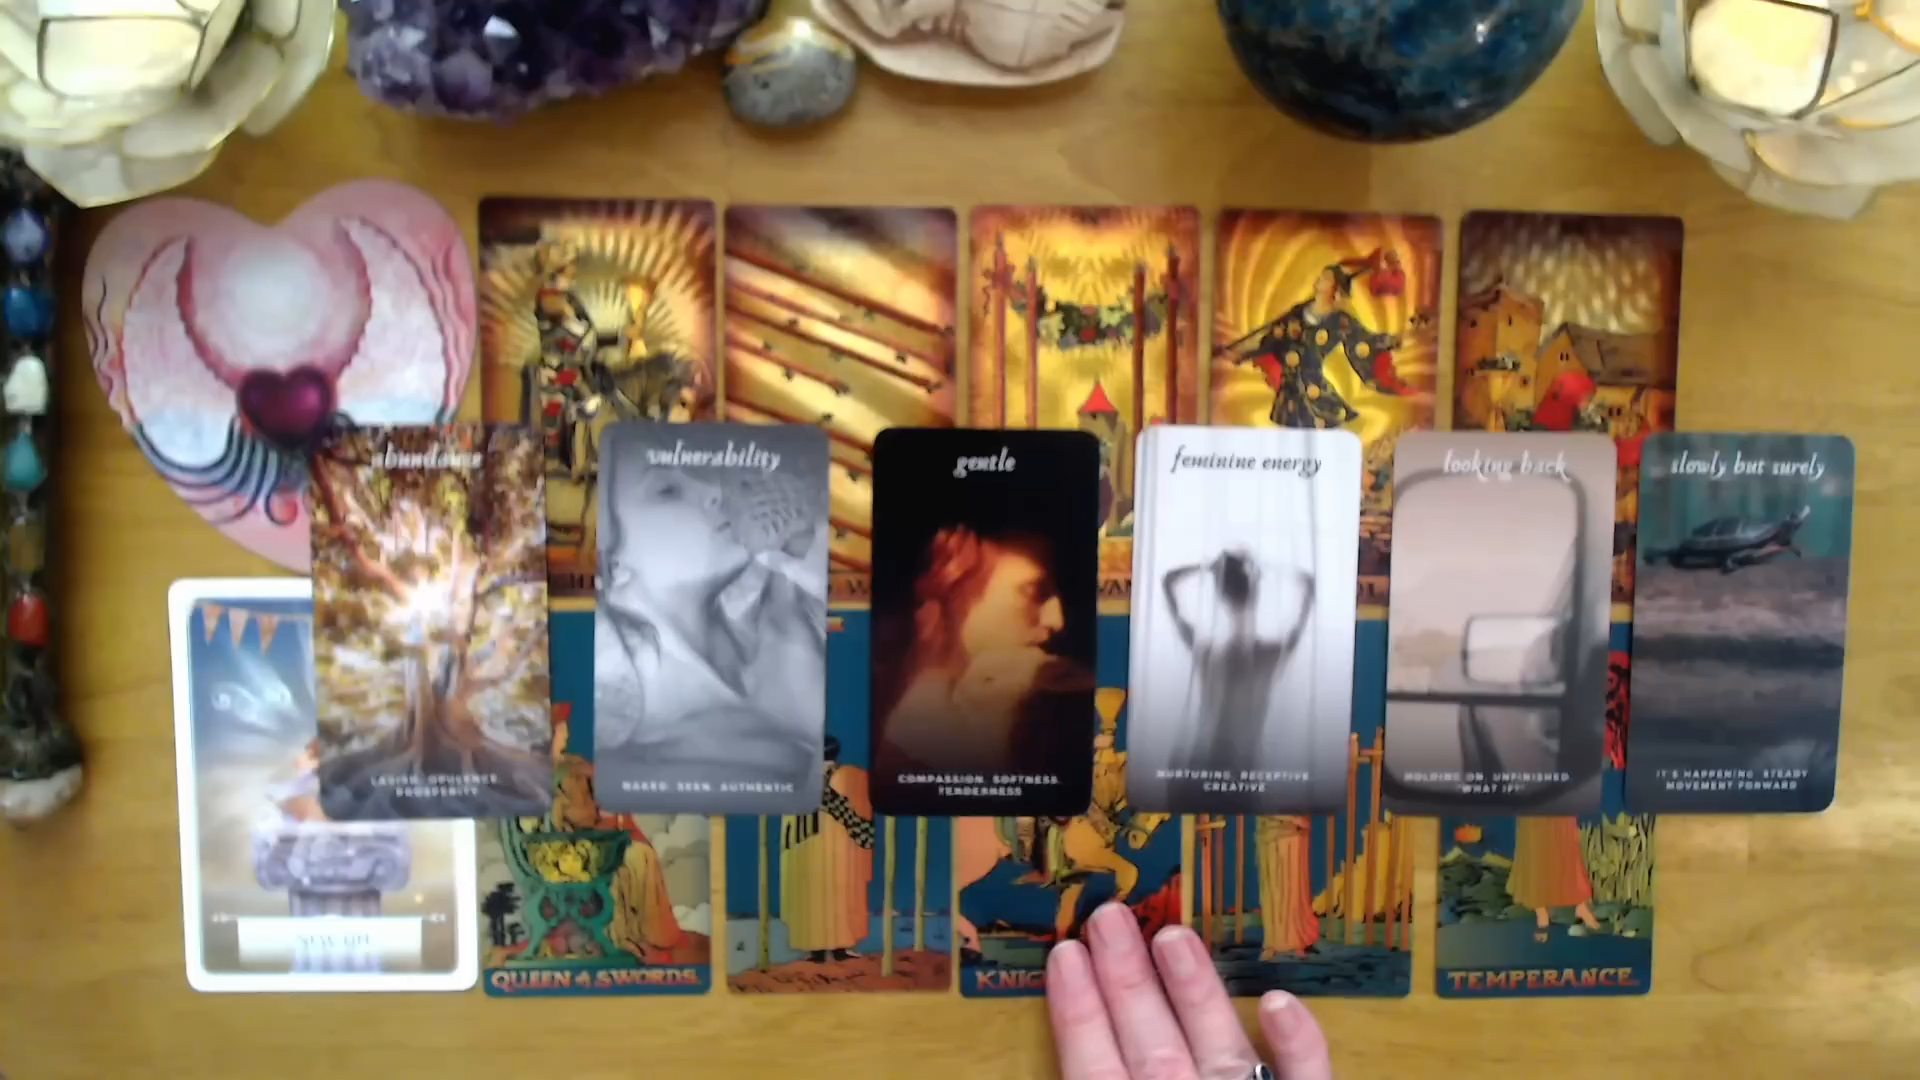 abundance
vulnerability
gentle
feminine energy
looking back
slowly but surely
LAVISH. OPULENCE.
PROSPERITY
NAKED. SEEN. AUTHENTIC
COMPASSION. SOFTNESS.
TENDERNESS
NURTURING. RECEPTIVE
CREATIVE
HOLDING ON. UNFINISHED.
"WHAT IF?"
IT'S HAPPENING. STEADY
MOVEMENT FORWARD
QUEEN of SWORDS.
TEMPERANCE.